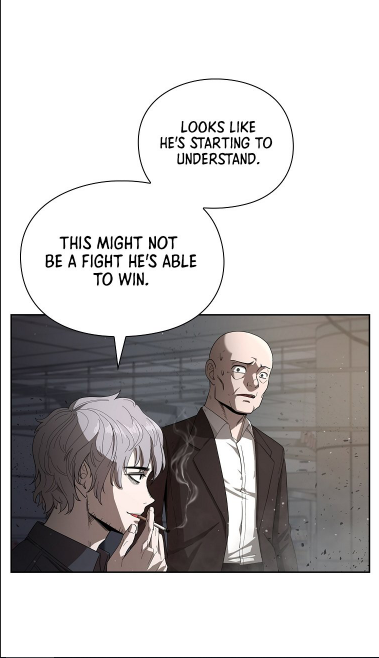 LOOKS LIKE
HE'S STARTING TO
UNDERSTAND.
THIS MIGHT NOT
BE A FIGHT HE'S ABLE
TO WIN.